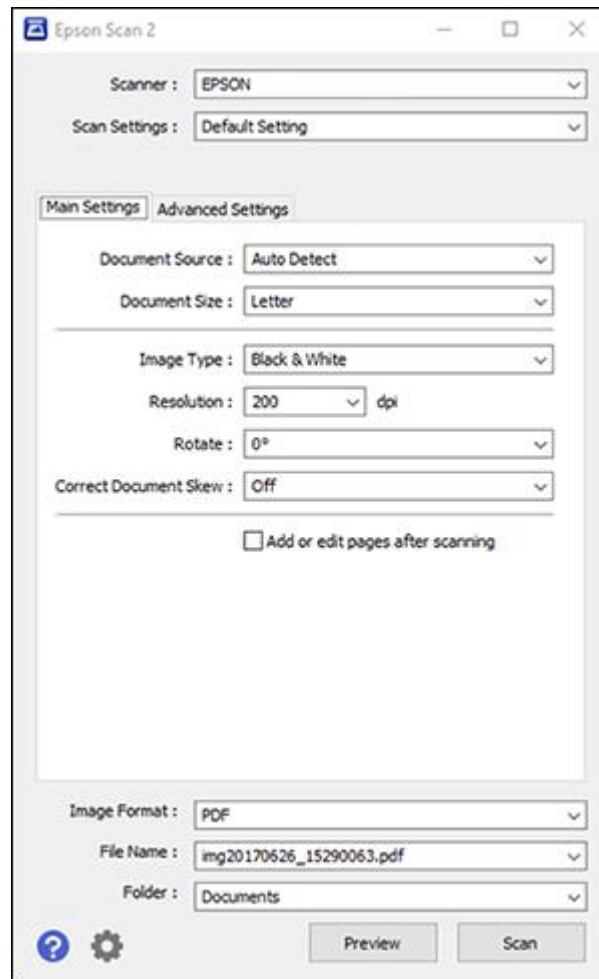 Epson Scan 2
Scanner : EPSON
Scan Settings : Default Setting
Main Settings Advanced Settings
Document Source : Auto Detect
Document Size : Letter
Image Type : Black & White
Resolution : 200 dpi
Rotate : 0°
Correct Document Skew : Off
Add or edit pages after scanning
Image Format : PDF
File Name : img20170626_15290063.pdf
Folder : Documents
? Preview Scan